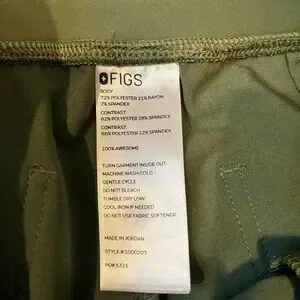 FIGS
BODY
72% POLYESTER 21% RAYON
7% SPANDEX
CONTRAST:
82% POLYESTER 18% SPANDEX
CONTRAST:
88% POLYESTER 12% SPANDEX
100% AWESOME
TURN GARMENT INSIDE OUT
MACHINE WASH COLD
GENTLE CYCLE
DO NOT BLEACH
TUMBLE DRY LOW
COOL IRON IF NEEDED
DO NOT USE FABRIC SOFTENER
MADE IN JORDAN
STYLE # 1000207
PO# 5315